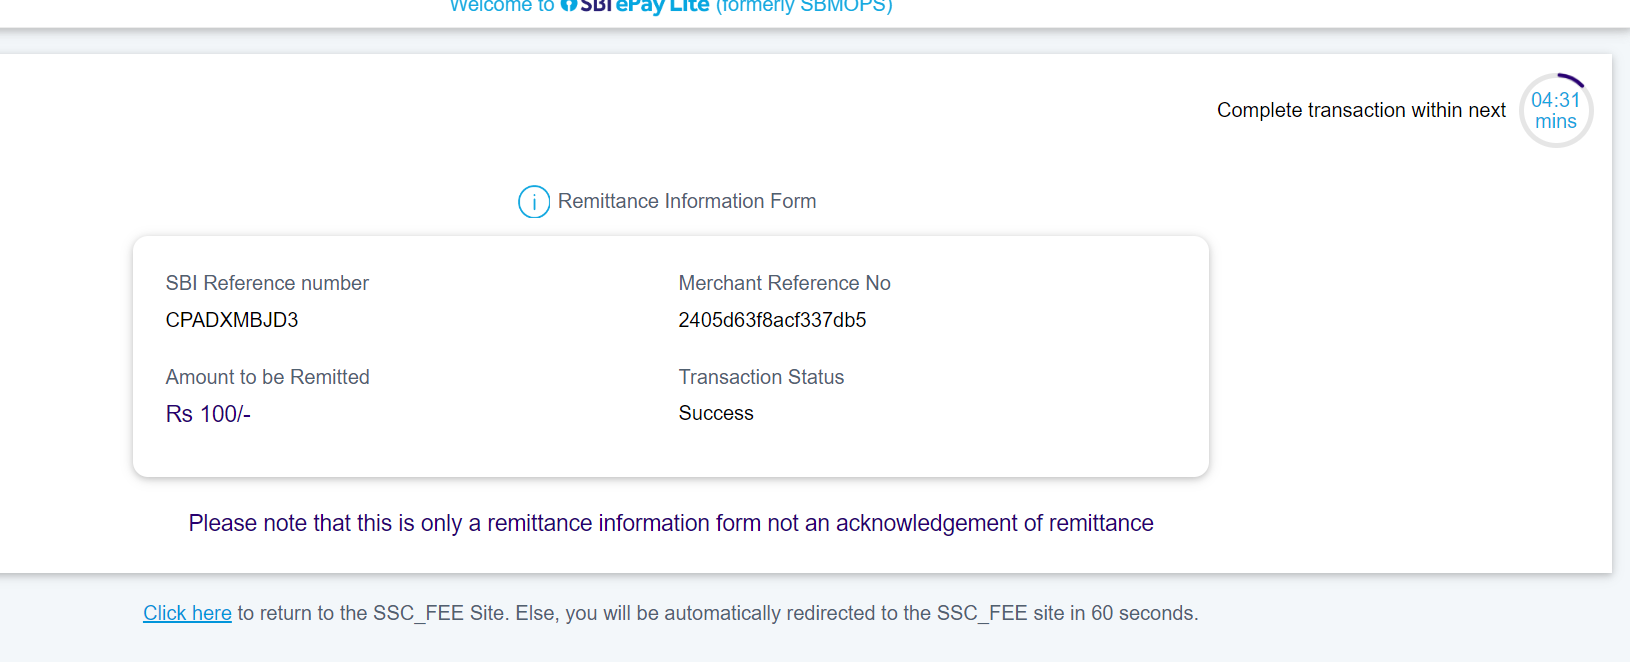 Welcome to SBI ePay Lite (formerly SBMOPS)
Complete transaction within next
04:31
mins
Remittance Information Form
SBI Reference number
CPADXMBJD3
Merchant Reference No
2405d63f8acf337db5
Amount to be Remitted
Rs 100/-
Transaction Status
Success
Please note that this is only a remittance information form not an acknowledgement of remittance
Click here to return to the SSC_FEE Site. Else, you will be automatically redirected to the SSC_FEE site in 60 seconds.